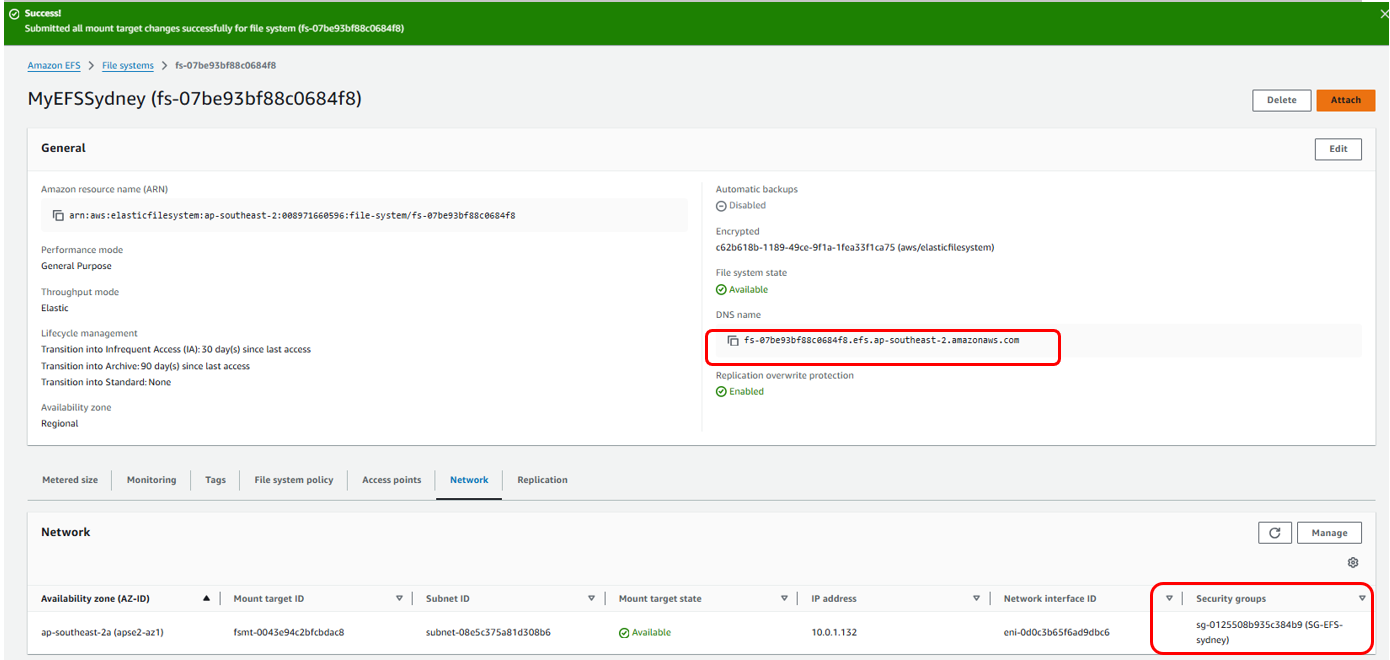 Success!
Submitted all mount target changes successfully for file system (fs-07be93bf88c0684f8)
Amazon EFS > File systems > fs-07be93bf88c0684f8
MyEFSSydney (fs-07be93bf88c0684f8)
Delete
Attach
General
Edit
Amazon resource name (ARN)
arn:aws:elasticfilesystem:ap-southeast-2:008971660596:file-system/fs-07be93bf88c0684f8
Performance mode
General Purpose
Throughput mode
Elastic
Lifecycle management
Transition into Infrequent Access (IA): 30 day(s) since last access
Transition into Archive: 90 day(s) since last access
Transition into Standard: None
Availability zone
Regional
Automatic backups
Disabled
Encrypted
c62b618b-1189-49ce-9f1a-1fea33f1ca75 (aws/elasticfilesystem)
File system state
Available
DNS name
fs-07be93bf88c0684f8.efs.ap-southeast-2.amazonaws.com
Replication overwrite protection
Enabled
Metered size
Monitoring
Tags
File system policy
Access points
Network
Replication
Network
Manage
Availability zone (AZ-ID)
Mount target ID
Subnet ID
Mount target state
IP address
Network interface ID
Security groups
ap-southeast-2a (apse2-az1)
fsmt-0043e94c2bfcbdac8
subnet-08e5c375a81d308b6
Available
10.0.1.132
eni-0d0c3b65f6ad9dbc6
sg-0125508b935c384b9 (SG-EFS-
sydney)